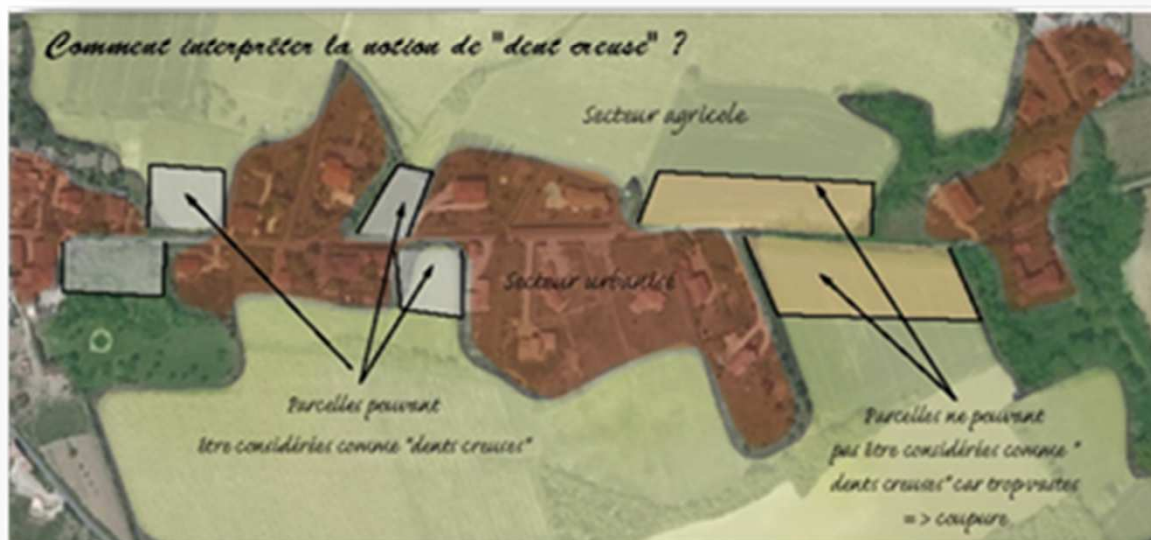 Comment interpréter la notion de "dent creuse" ?
Secteur agricole
Secteur urbanisé
Parcelles pouvant
être considérées comme "dents creuses"
Parcelles ne pouvant
pas être considérées comme "
dents creuses" car trop vastes
=> coupure